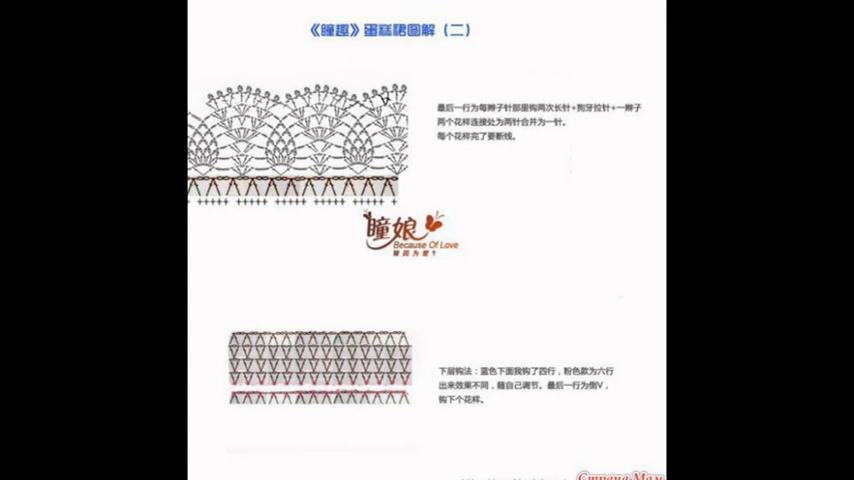 《瞳趣》蛋糕裙图解（二）
最后一行为每辫子针部里钩两次长针+狗牙拉针+一辫子
两个花样连接处为两针合并为一针。
每个花样完了要断线。
瞳娘
Because Of Love
下层钩法：蓝色下面我钩了四行，粉色款为六行
出来效果不同，随自己调节。最后一行为倒V，
钩下个花样。
Страна Мам